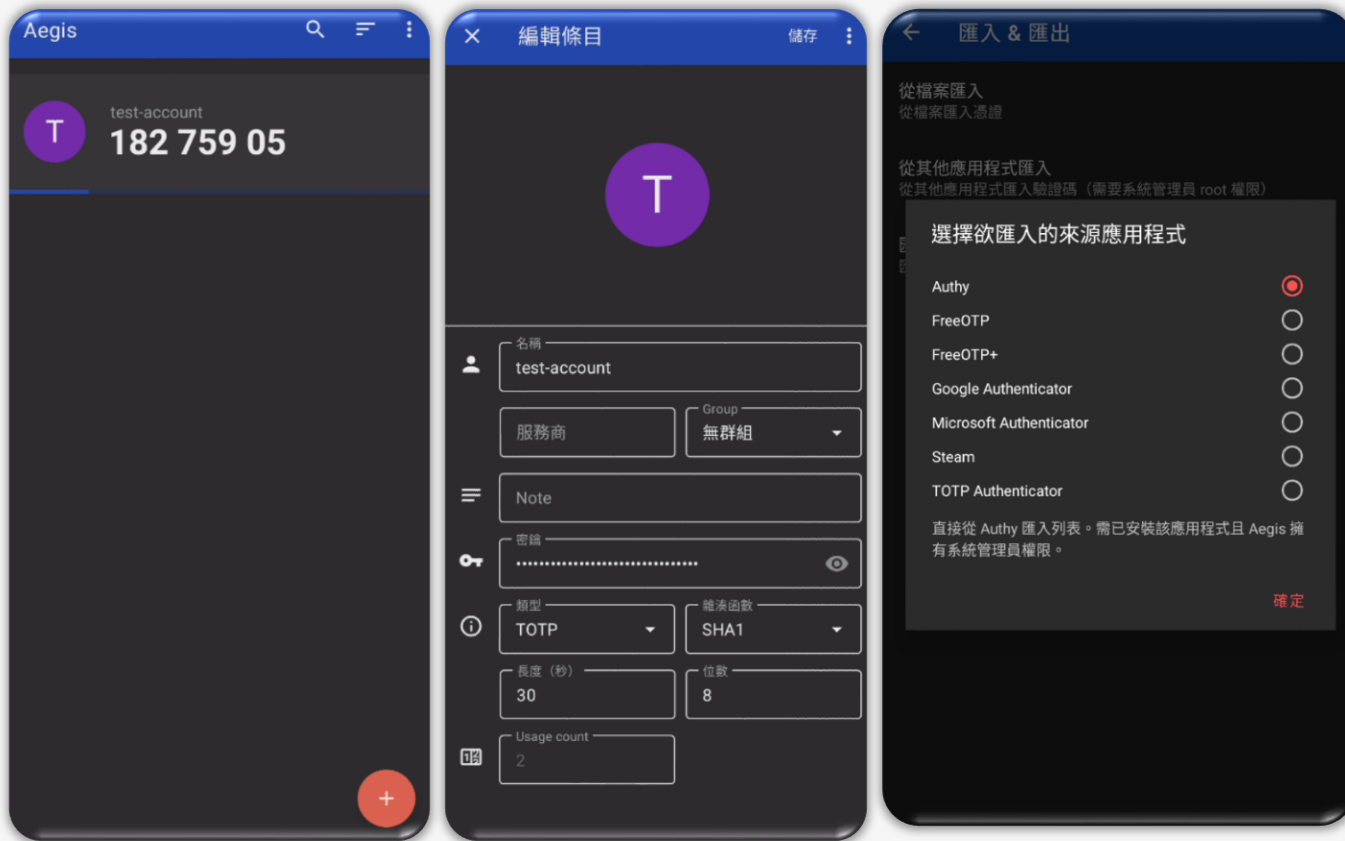 Aegis
test-account
182 759 05
T
編輯條目
儲存
T
名稱
test-account
服務商
Group
無群組
Note
密鑰
••••••••••••••••••••••••••••••••
類型
TOTP
雜湊函數
SHA1
長度（秒）
30
位數
8
Usage count
2
匯入 & 匯出
從檔案匯入
從檔案匯入憑證
從其他應用程式匯入
從其他應用程式匯入驗證碼（需要系統管理員 root 權限）
選擇欲匯入的來源應用程式
Authy
FreeOTP
FreeOTP+
Google Authenticator
Microsoft Authenticator
Steam
TOTP Authenticator
直接從 Authy 匯入列表。需已安裝該應用程式且 Aegis 擁
有系統管理員權限。
確定